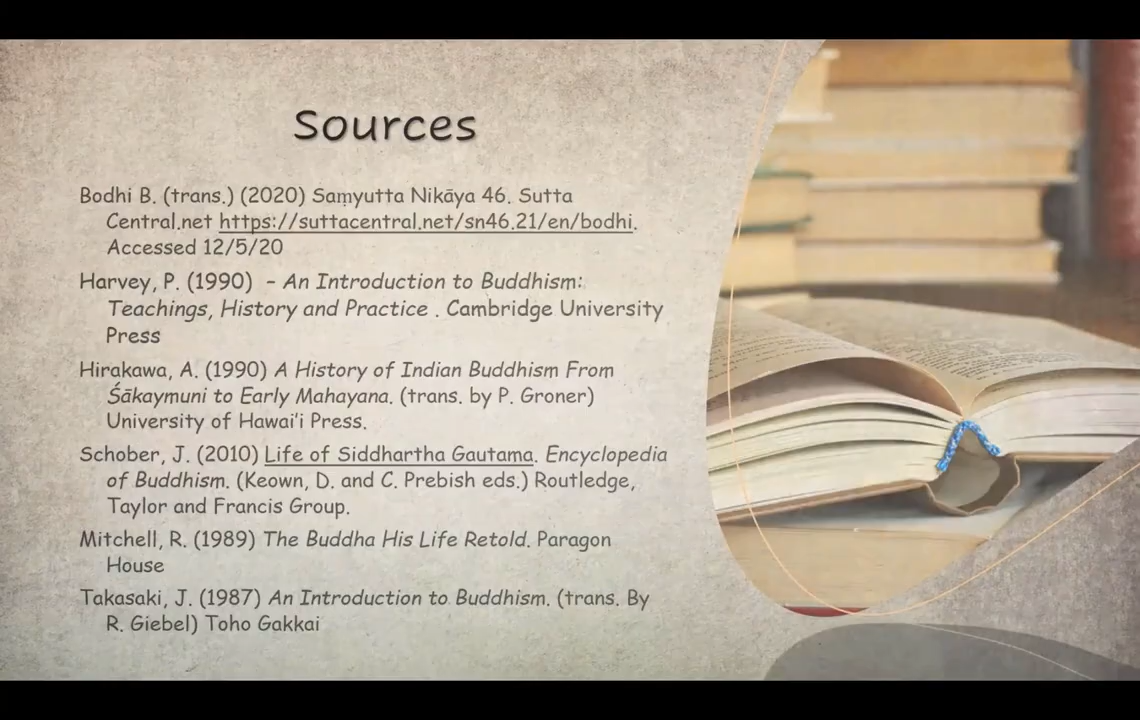 Sources
Bodhi B. (trans.) (2020) Saṃyutta Nikāya 46. Sutta
Central.net https://suttacentral.net/sn46.21/en/bodhi.
Accessed 12/5/20
Harvey, P. (1990) – An Introduction to Buddhism:
Teachings, History and Practice . Cambridge University
Press
Hirakawa, A. (1990) A History of Indian Buddhism From
Śākaymuni to Early Mahayana. (trans. by P. Groner)
University of Hawai'i Press.
Schober, J. (2010) Life of Siddhartha Gautama. Encyclopedia
of Buddhism. (Keown, D. and C. Prebish eds.) Routledge,
Taylor and Francis Group.
Mitchell, R. (1989) The Buddha His Life Retold. Paragon
House
Takasaki, J. (1987) An Introduction to Buddhism. (trans. By
R. Giebel) Toho Gakkai